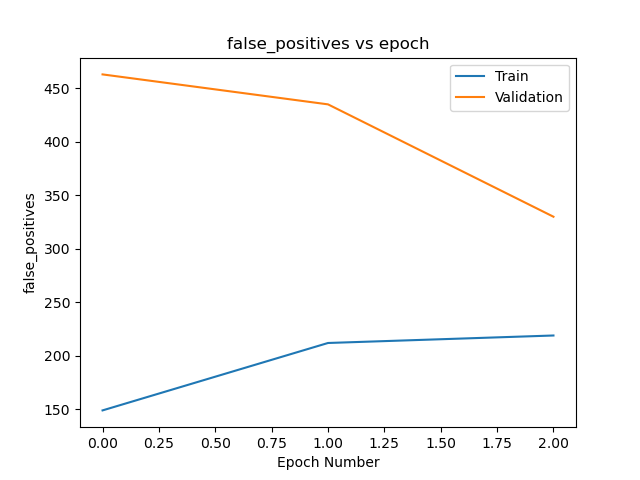 false_positives vs epoch
Train
Validation
450
400
350
300
250
200
150
false_positives
0.00 0.25 0.50 0.75 1.00 1.25 1.50 1.75 2.00
Epoch Number